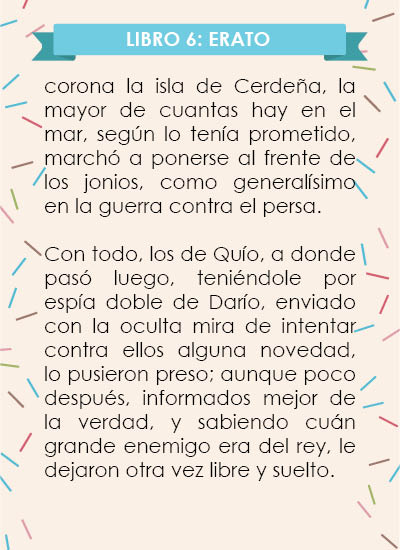 LIBRO 6: ERATO
corona la isla de Cerdeña, la
mayor de cuantas hay en el
mar, según lo tenía prometido,
marchó a ponerse al frente de
los jonios, como generalísimo
en la guerra contra el persa.
Con todo, los de Quío, a donde
pasó luego, teniéndole por
espía doble de Darío, enviado
con la oculta mira de intentar
contra ellos alguna novedad,
lo pusieron preso; aunque poco
después, informados mejor de
la verdad, y sabiendo cuán
grande enemigo era del rey, le
dejaron otra vez libre y suelto.